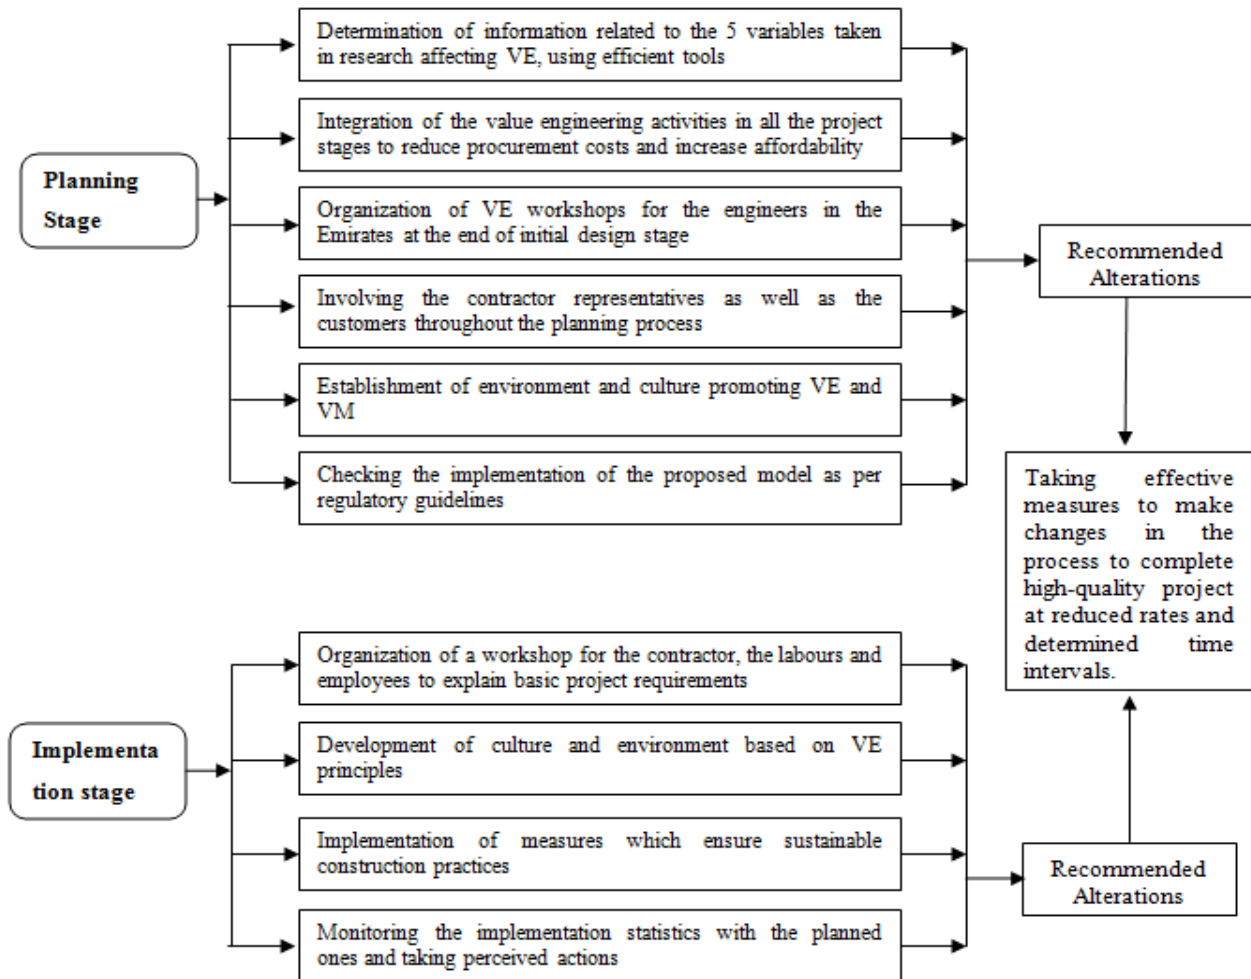 Planning
Stage
Determination of information related to the 5 variables taken
in research affecting VE, using efficient tools
Integration of the value engineering activities in all the project
stages to reduce procurement costs and increase affordability
Organization of VE workshops for the engineers in the
Emirates at the end of initial design stage
Involving the contractor representatives as well as the
customers throughout the planning process
Establishment of environment and culture promoting VE and
VM
Checking the implementation of the proposed model as per
regulatory guidelines
Recommended
Alterations
Taking effective
measures to make
changes in the
process to complete
high-quality project
at reduced rates and
determined time
intervals.
Implementa
tion stage
Organization of a workshop for the contractor, the labours and
employees to explain basic project requirements
Development of culture and environment based on VE
principles
Implementation of measures which ensure sustainable
construction practices
Monitoring the implementation statistics with the planned
ones and taking perceived actions
Recommended
Alterations